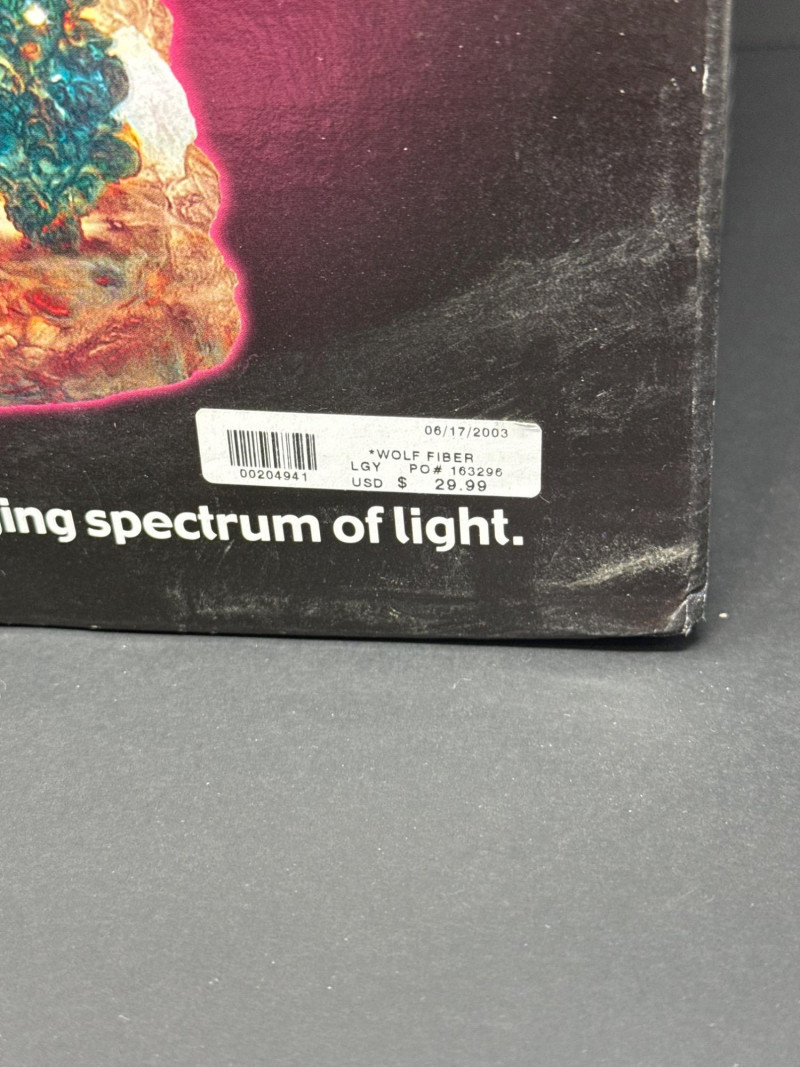 06/17/2003
*WOLF FIBER
LGY PO# 163296
00204941
USD $ 29.99
ing spectrum of light.